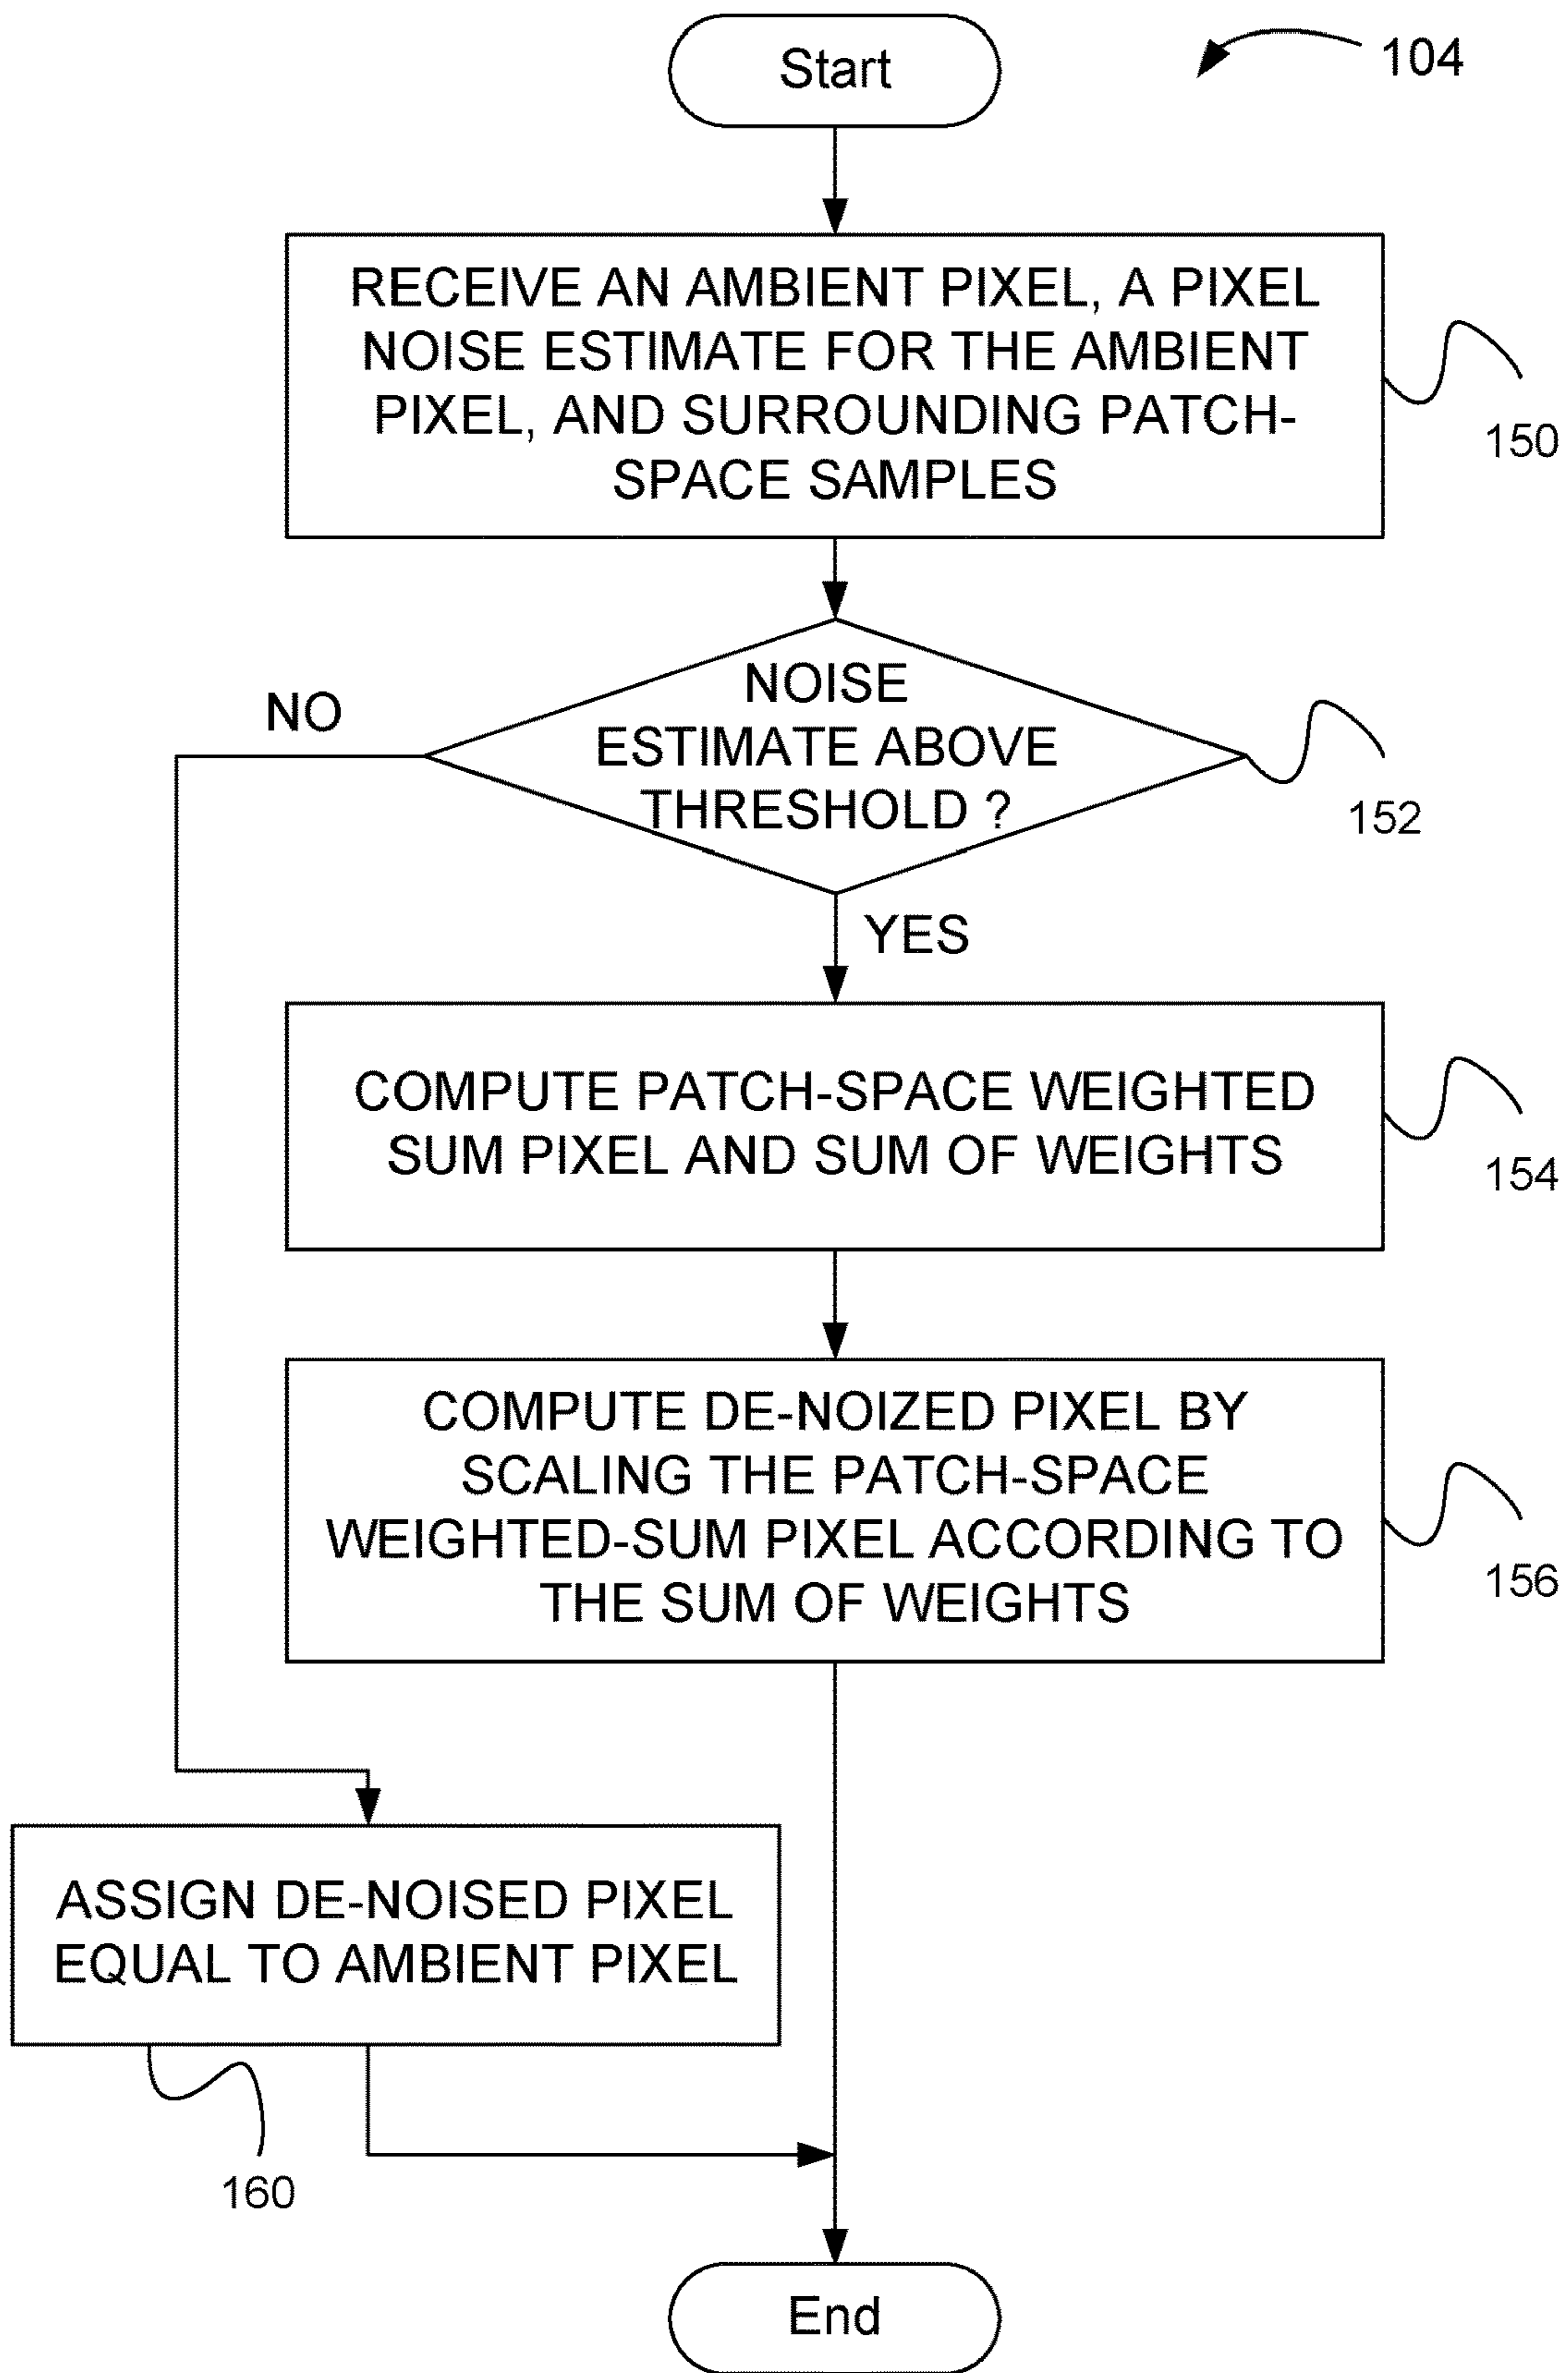 Start
104
RECEIVE AN AMBIENT PIXEL, A PIXEL
NOISE ESTIMATE FOR THE AMBIENT
PIXEL, AND SURROUNDING PATCH-
SPACE SAMPLES
150
NOISE
ESTIMATE ABOVE
THRESHOLD ?
NO
152
YES
COMPUTE PATCH-SPACE WEIGHTED
SUM PIXEL AND SUM OF WEIGHTS
154
COMPUTE DE-NOIZED PIXEL BY
SCALING THE PATCH-SPACE
WEIGHTED-SUM PIXEL ACCORDING TO
THE SUM OF WEIGHTS
156
ASSIGN DE-NOISED PIXEL
EQUAL TO AMBIENT PIXEL
160
End